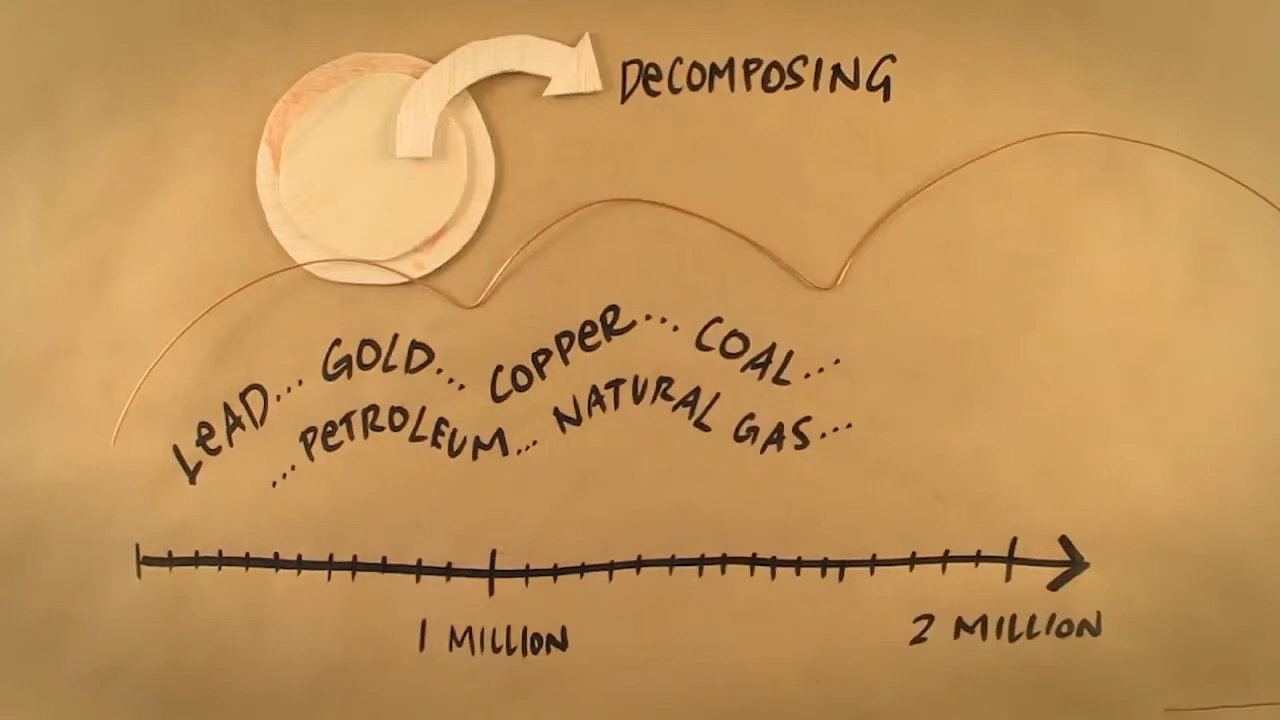 DeCOMPOSING
LeAD... GOLD... COPPeR... COAL...
...PeTROLEUM... NATURAL GAS...
1 MILLION
2 MILLION